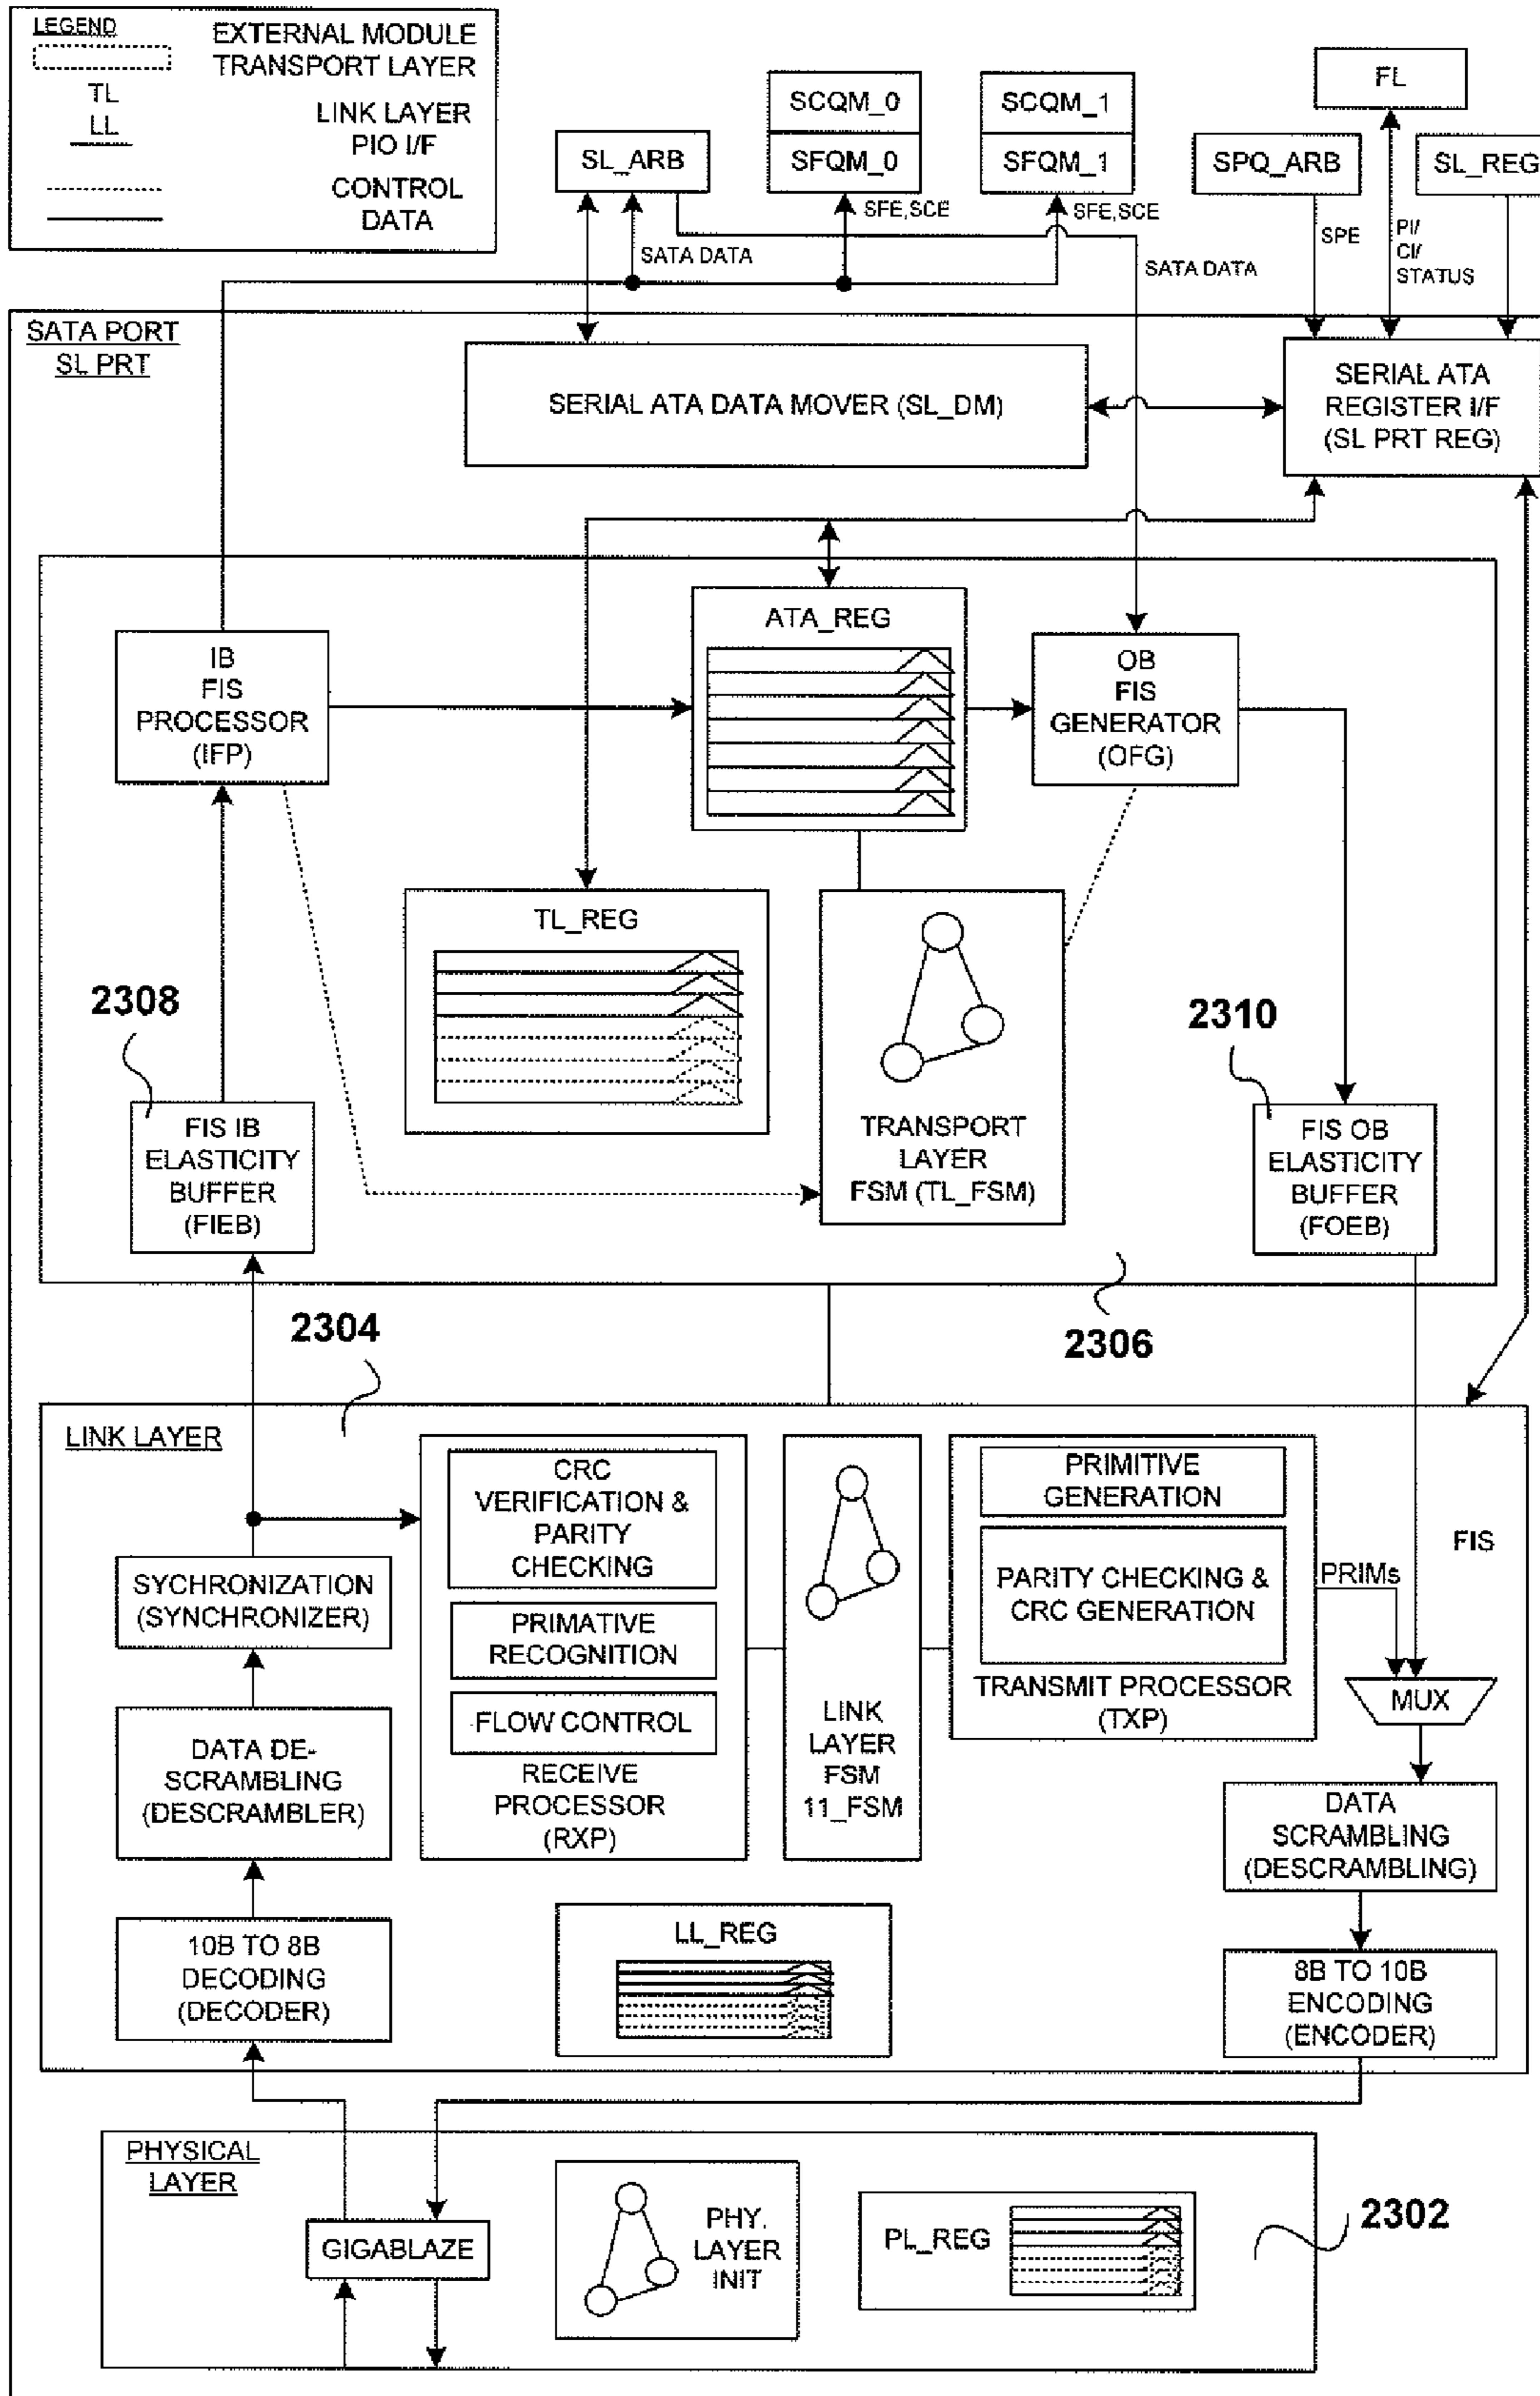 LEGEND
EXTERNAL MODULE
TRANSPORT LAYER
TL
LL
LINK LAYER
PIO I/F
CONTROL
DATA
SL_ARB
SCQM_0
SFQM_0
SCQM_1
SFQM_1
FL
SPQ_ARB
SL_REG
SATA DATA
SFE,SCE
SFE,SCE
SATA DATA
SPE
PI/
CI/
STATUS
SATA PORT
SL PRT
SERIAL ATA DATA MOVER (SL_DM)
SERIAL ATA
REGISTER I/F
(SL PRT REG)
IB
FIS
PROCESSOR
(IFP)
ATA_REG
OB
FIS
GENERATOR
(OFG)
TL_REG
TRANSPORT
LAYER
FSM (TL_FSM)
2308
FIS IB
ELASTICITY
BUFFER
(FIEB)
2310
FIS OB
ELASTICITY
BUFFER
(FOEB)
2304
2306
LINK LAYER
CRC
VERIFICATION &
PARITY
CHECKING
PRIMATIVE
RECOGNITION
-FLOW CONTROL
RECEIVE
PROCESSOR
(RXP)
LINK
LAYER
FSM
11_FSM
PRIMITIVE
GENERATION
PARITY CHECKING &
CRC GENERATION
TRANSMIT PROCESSOR
(TXP)
FIS
PRIMs
MUX
SYCHRONIZATION
(SYNCHRONIZER)
DATA DE-
SCRAMBLING
(DESCRAMBLER)
10B TO 8B
DECODING
(DECODER)
LL_REG
DATA
SCRAMBLING
(DESCRAMBLING)
8B TO 10B
ENCODING
(ENCODER)
PHYSICAL
LAYER
GIGABLAZE
PHY.
LAYER
INIT
PL_REG
2302